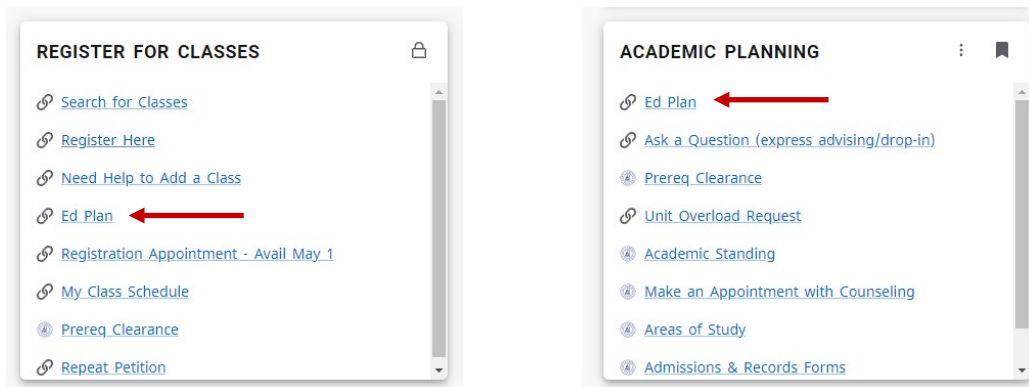 REGISTER FOR CLASSES
Search for Classes
Register Here
Need Help to Add a Class
Ed Plan
Registration Appointment - Avail May 1
My Class Schedule
Prereq Clearance
Repeat Petition
ACADEMIC PLANNING
Ed Plan
Ask a Question (express advising/drop-in)
Prereq Clearance
Unit Overload Request
Academic Standing
Make an Appointment with Counseling
Areas of Study
Admissions & Records Forms